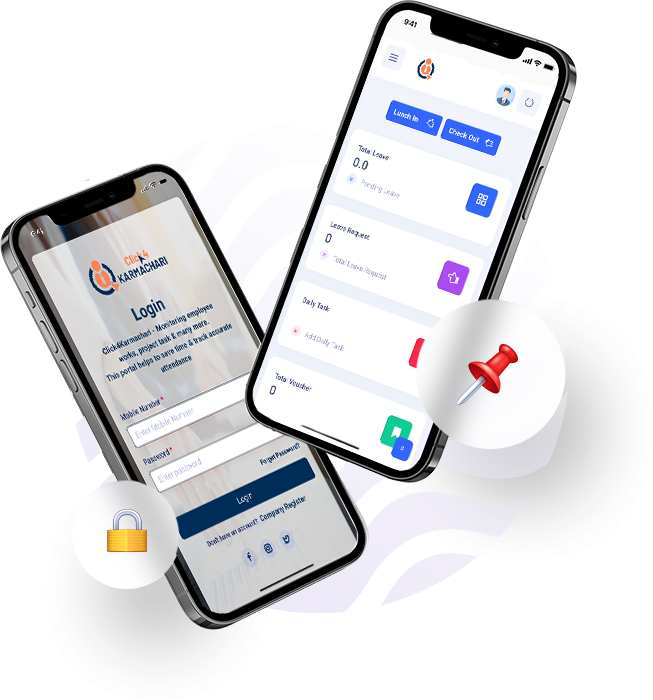 9:41
Lunch In
Check Out
Total Leave
0.0
Pending Leave
Leave Request
0
Total Leave Request
Daily Task
Add Daily Task
Total Voucher
0
9:41
Click4
KARMACHARI
Login
Click4Karmachari - Monitoring employee
works, project task & many more.
This portal helps to save time & track accurate
attendance
Mobile Number*
Enter Mobile Number
Password*
Enter password
Forgot Password?
Login
Don't have an account? Company Register